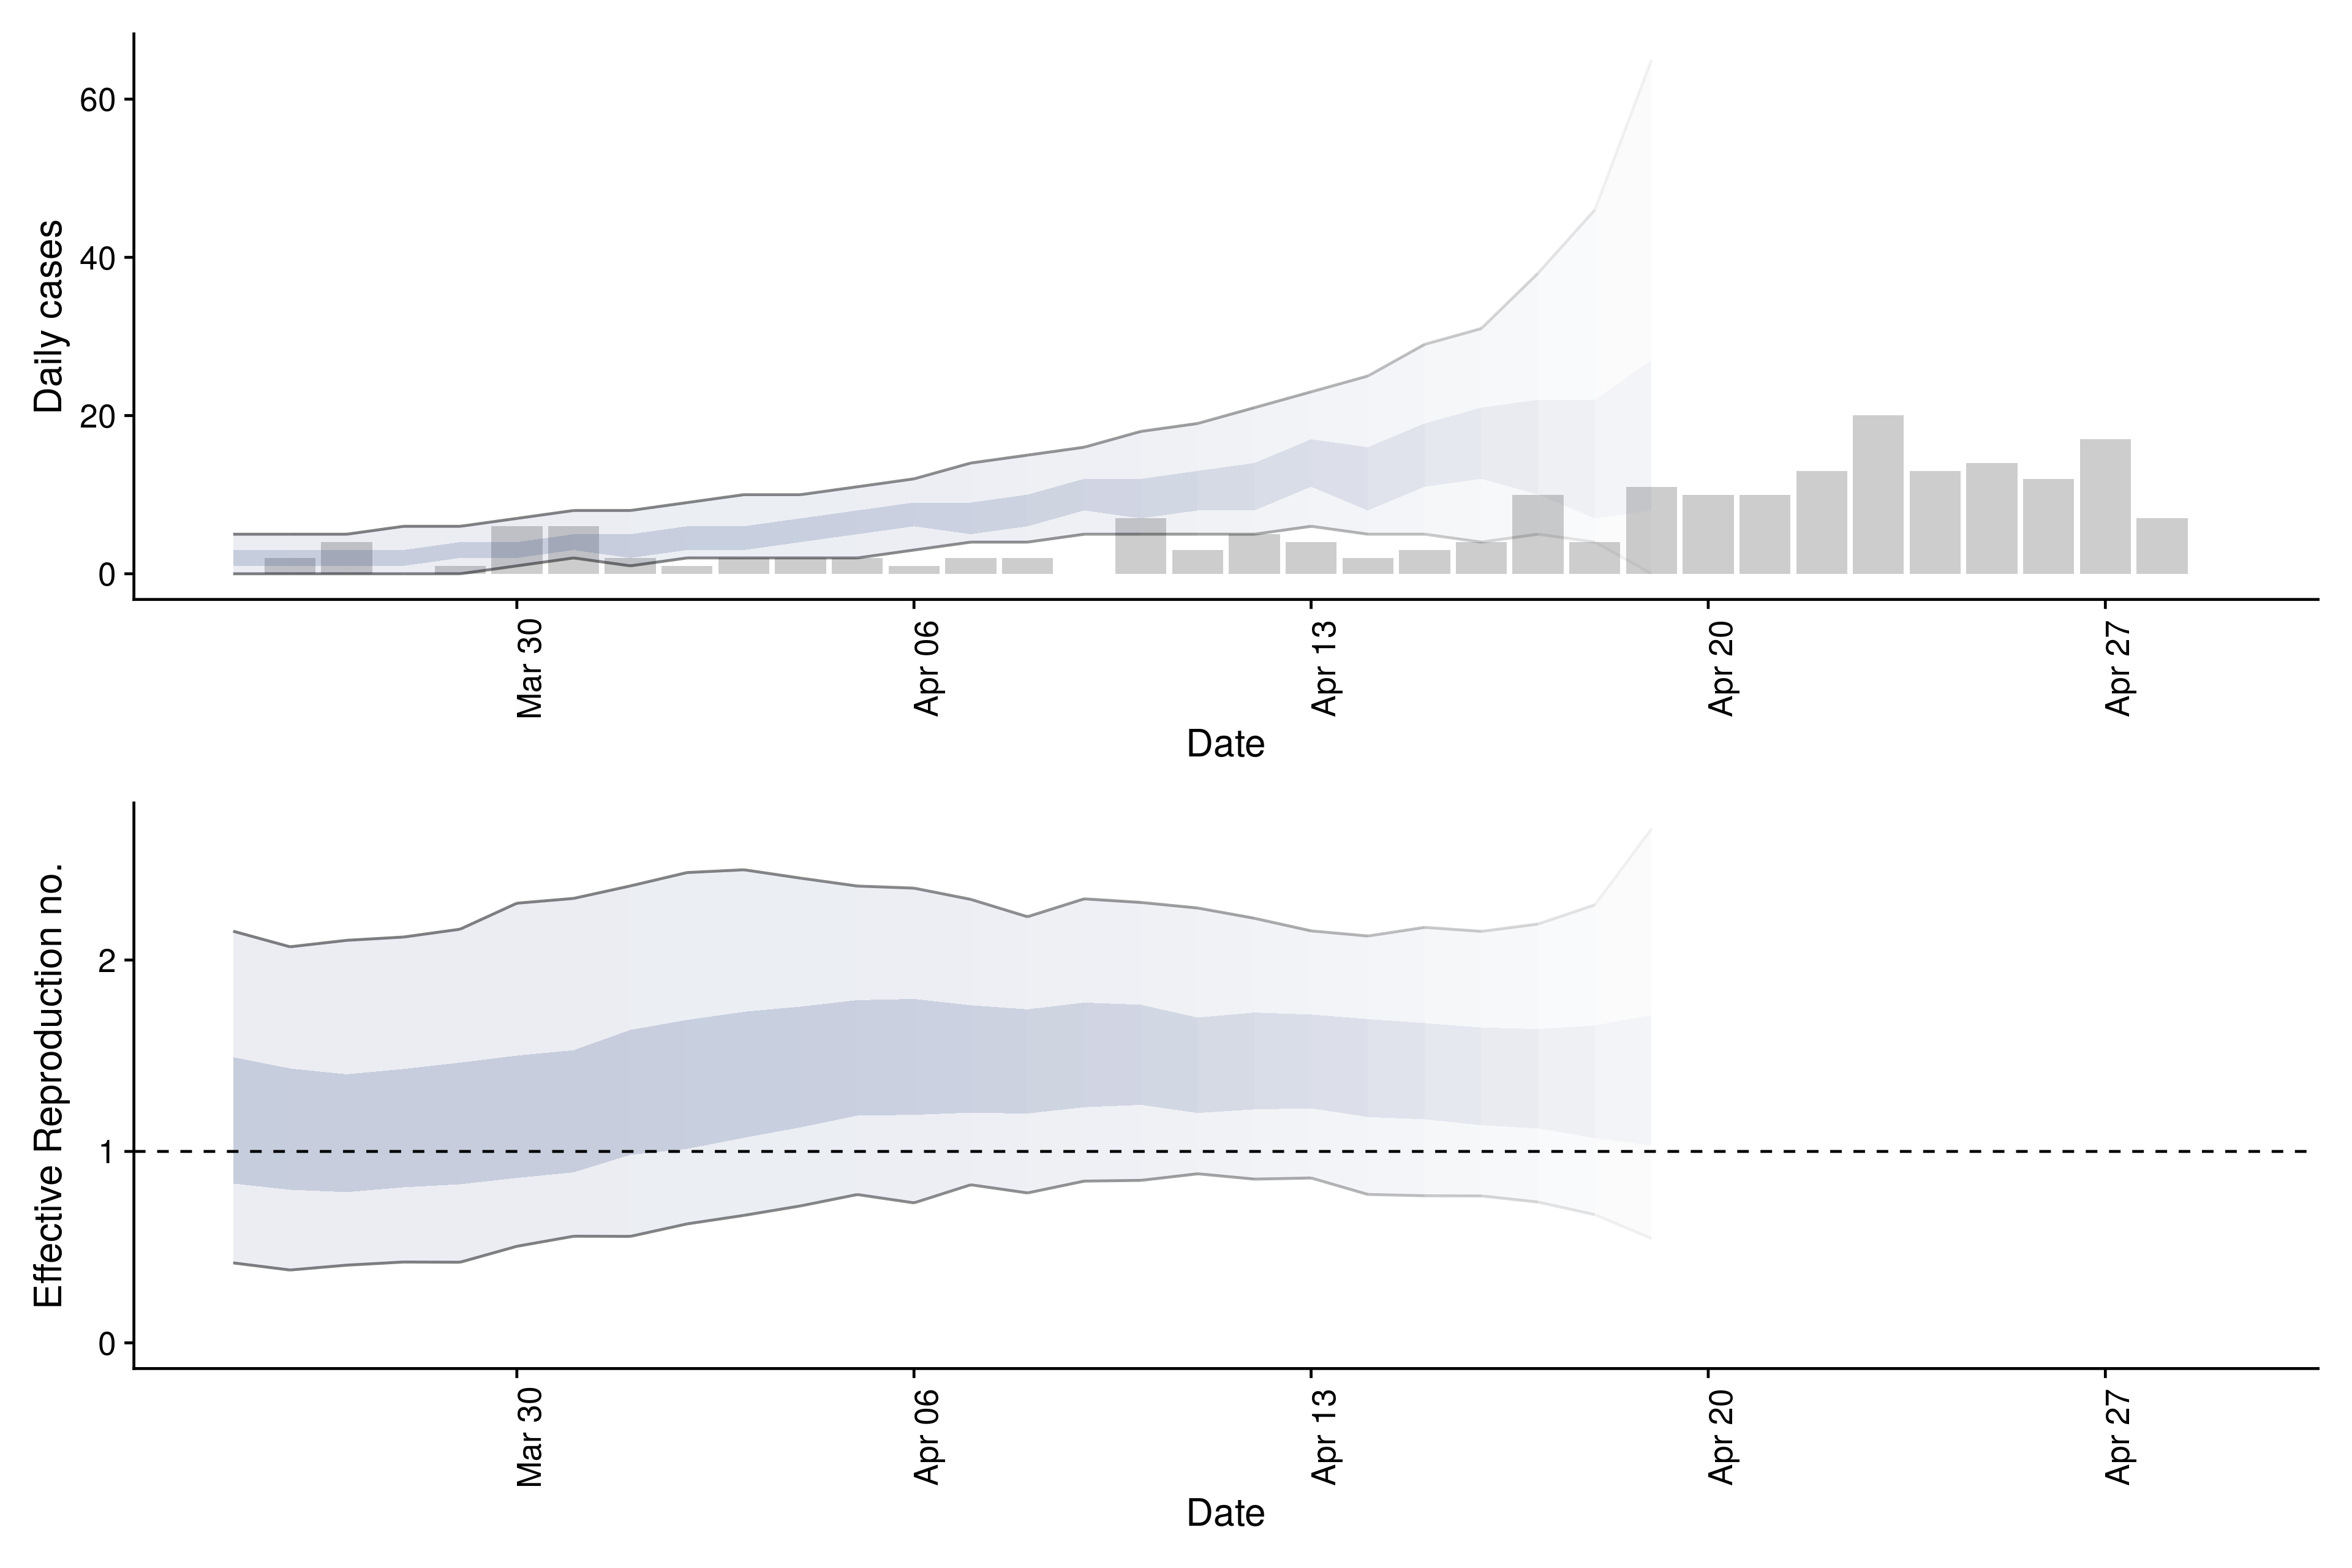 Daily cases
60
40
20
0
Mar 30
Apr 06
Apr 13
Apr 20
Apr 27
Date
Effective Reproduction no.
2
1
0
Mar 30
Apr 06
Apr 13
Apr 20
Apr 27
Date